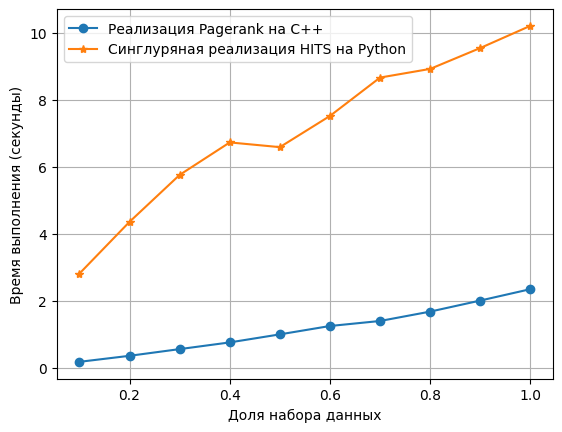 Реализация Pagerank на C++
Синглуряная реализация HITS на Python
Время выполнения (секунды)
10
8
6
4
2
0
0.2 0.4 0.6 0.8 1.0
Доля набора данных